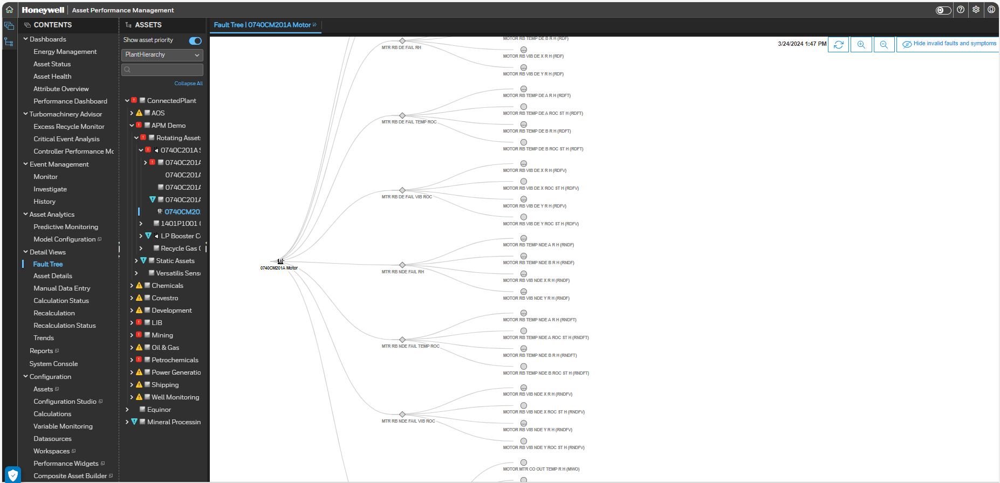 Honeywell | Asset Performance Management
CONTENTS
Dashboards
Energy Management
Asset Status
Asset Health
Attribute Overview
Performance Dashboard
Turbomachinery Advisor
Excess Recycle Monitor
Critical Event Analysis
Controller Performance Mo
Event Management
Monitor
Investigate
History
Asset Analytics
Predictive Monitoring
Model Configuration
Detail Views
Fault Tree
Asset Details
Manual Data Entry
Calculation Status
Recalculation
Recalculation Status
Trends
Reports
System Console
Configuration
Assets
Configuration Studio
Calculations
Variable Monitoring
Datasources
Workspaces
Performance Widgets
Composite Asset Builder
ASSETS
Show asset priority
PlantHierarchy
Collapse All
ConnectedPlant
AOS
APM Demo
Rotating Assets
0740C201A S
0740C201A
0740C201A
0740C201A
0740C201A
0740CM20
1401P1001
LP Booster Co
Recycle Gas
Static Assets
Versatilis Sens
Chemicals
Covestro
Development
LIB
Mining
Oil & Gas
Petrochemicals
Power Generatio
Shipping
Well Monitoring
Equinor
Mineral Processin
Fault Tree | 0740CM201A Motor
3/24/2024 1:47 PM
Hide invalid faults and symptoms
0740CM201A Motor
MTR RB DE FAIL RH
MOTOR RB TEMP DE B R H (RDF)
MOTOR RB VIB DE X R H (RDF)
MOTOR RB VIB DE Y R H (RDF)
MTR RB DE FAIL TEMP ROC
MOTOR RB TEMP DE A R H (RDFT)
MOTOR RB TEMP DE A ROC ST H (RDFT)
MOTOR RB TEMP DE B R H (RDFT)
MOTOR RB TEMP DE B ROC ST H (RDFT)
MTR RB DE FAIL VIB ROC
MOTOR RB VIB DE X R H (RDFV)
MOTOR RB VIB DE X ROC ST H (RDFV)
MOTOR RB VIB DE Y R H (RDFV)
MOTOR RB VIB DE Y ROC ST H (RDFV)
MTR RB NDE FAIL RH
MOTOR RB TEMP NDE A R H (RNDF)
MOTOR RB TEMP NDE B R H (RNDF)
MOTOR RB VIB NDE X R H (RNDF)
MOTOR RB VIB NDE Y R H (RNDF)
MTR RB NDE FAIL TEMP ROC
MOTOR RB TEMP NDE A R H (RNDFT)
MOTOR RB TEMP NDE A ROC ST H (RNDFT)
MOTOR RB TEMP NDE B R H (RNDFT)
MOTOR RB TEMP NDE B ROC ST H (RNDFT)
MTR RB NDE FAIL VIB ROC
MOTOR RB VIB NDE X R H (RNDFV)
MOTOR RB VIB NDE X ROC ST H (RNDFV)
MOTOR RB VIB NDE Y R H (RNDFV)
MOTOR RB VIB NDE Y ROC ST H (RNDFV)
MOTOR MTR CO OUT TEMP R H (MWO)